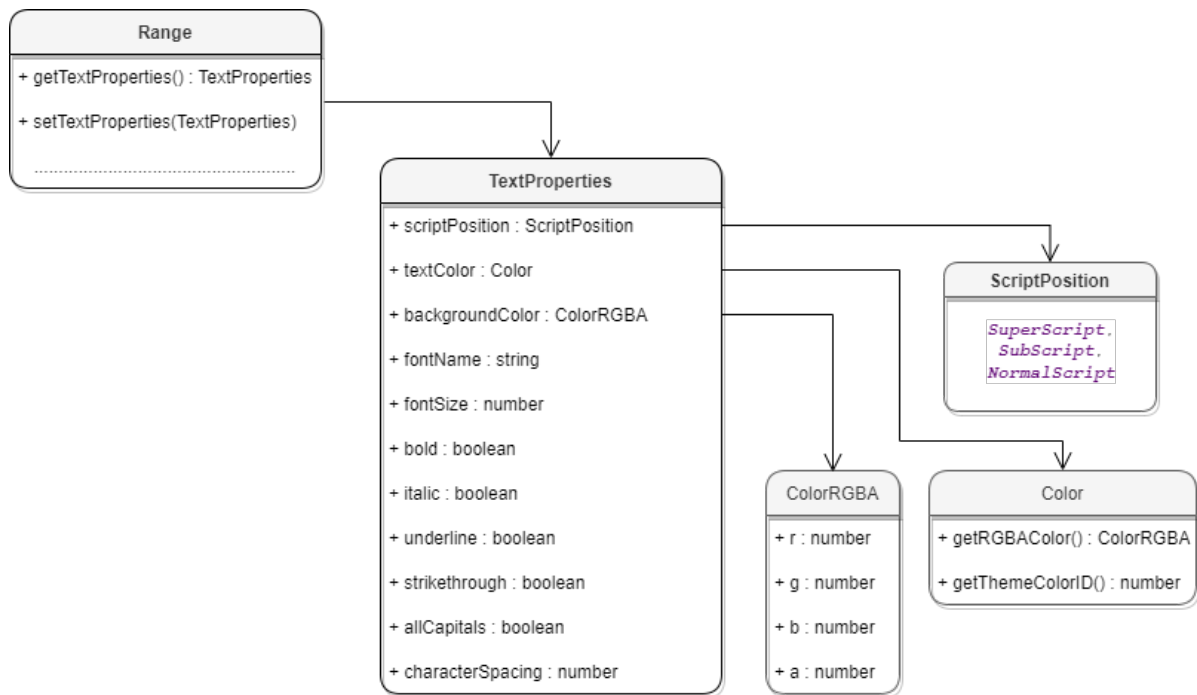 Range
+ getTextProperties() : TextProperties
+ setTextProperties(TextProperties)
......................................................
TextProperties
+ scriptPosition : ScriptPosition
+ textColor : Color
+ backgroundColor : ColorRGBA
+ fontName : string
+ fontSize : number
+ bold : boolean
+ italic : boolean
+ underline : boolean
+ strikethrough : boolean
+ allCapitals : boolean
+ characterSpacing : number
ScriptPosition
SuperScript,
SubScript,
NormalScript
ColorRGBA
+ r : number
+ g : number
+ b : number
+ a : number
Color
+ getRGBAColor() : ColorRGBA
+ getThemeColorID() : number